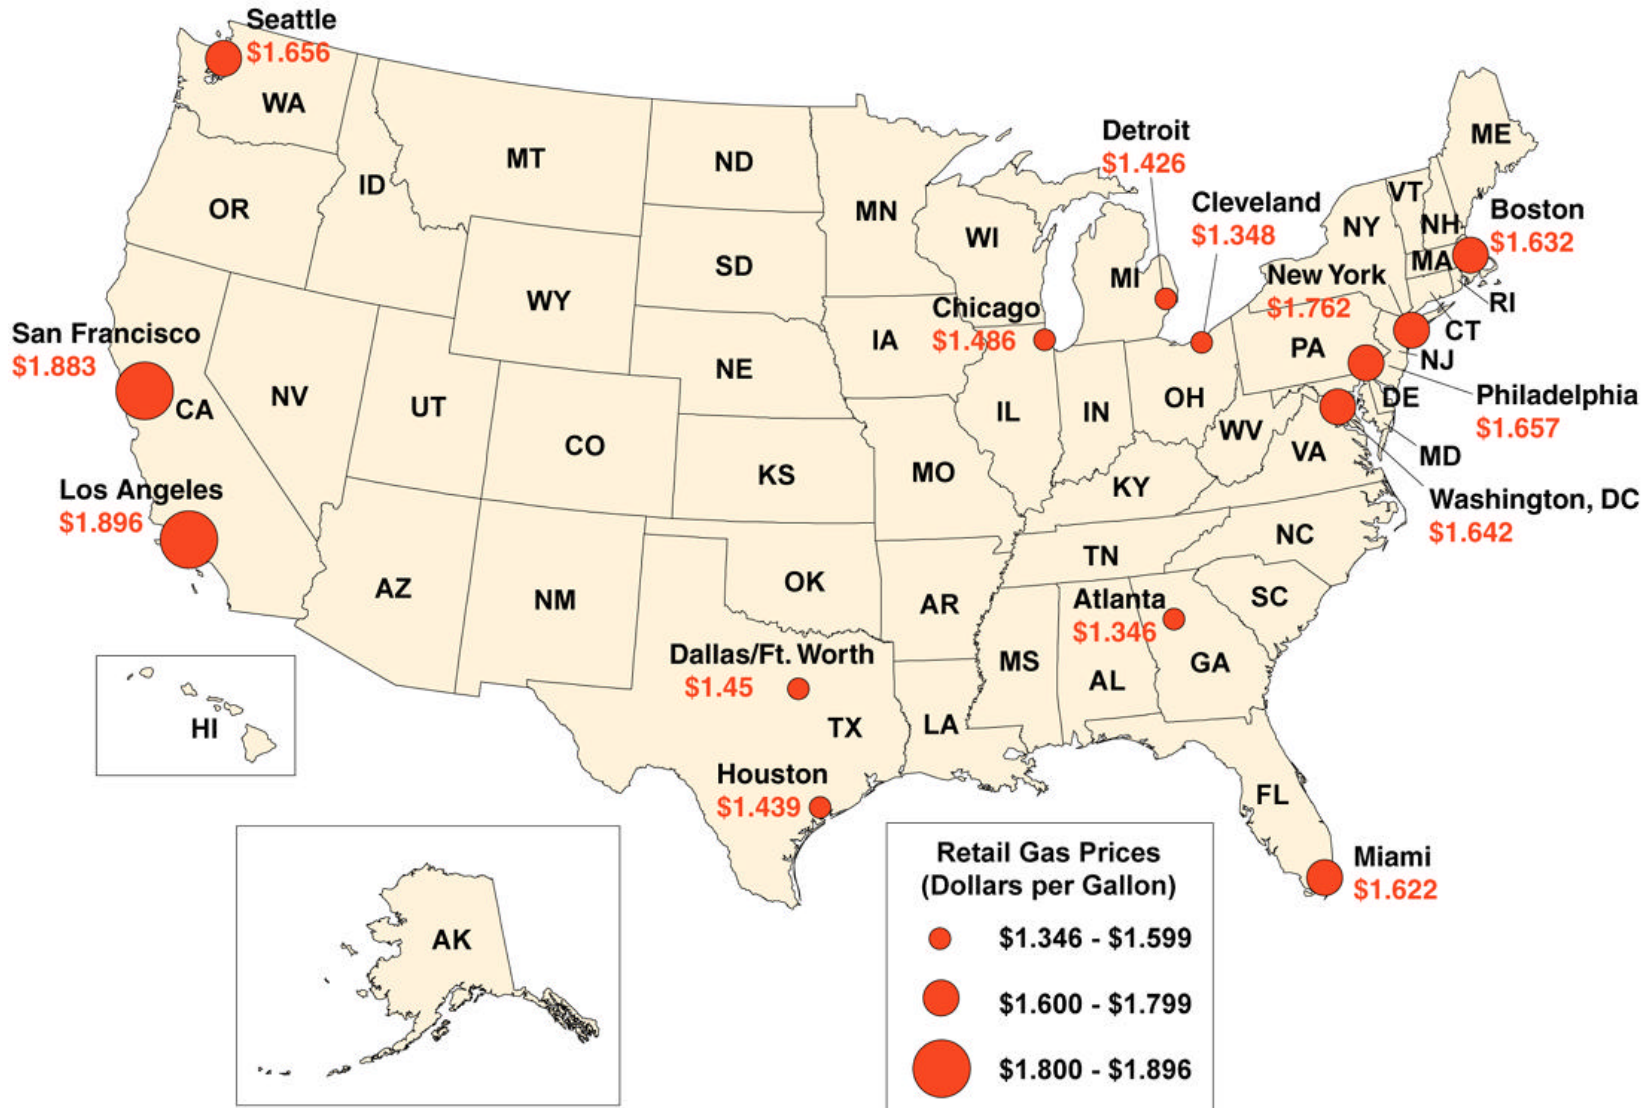 Seattle
$1.656
WA
MT
ND
MN
ID
OR
Detroit
$1.426
ME
VT
NH
NY
MA
Boston
$1.632
Cleveland
$1.348
WI
MI
SD
WY
New York
$1.762
RI
CT
NJ
Chicago
$1.486
IA
PA
San Francisco
$1.883
CA
NV
UT
NE
CO
IL
IN
OH
DE
Philadelphia
$1.657
WV
VA
MD
KS
MO
KY
Washington, DC
$1.642
Los Angeles
$1.896
NC
TN
AZ
NM
OK
AR
SC
Atlanta
$1.346
MS
AL
GA
Dallas/Ft. Worth
$1.45
TX
LA
HI
Houston
$1.439
FL
Miami
$1.622
AK
Retail Gas Prices
(Dollars per Gallon)
$1.346 - $1.599
$1.600 - $1.799
$1.800 - $1.896